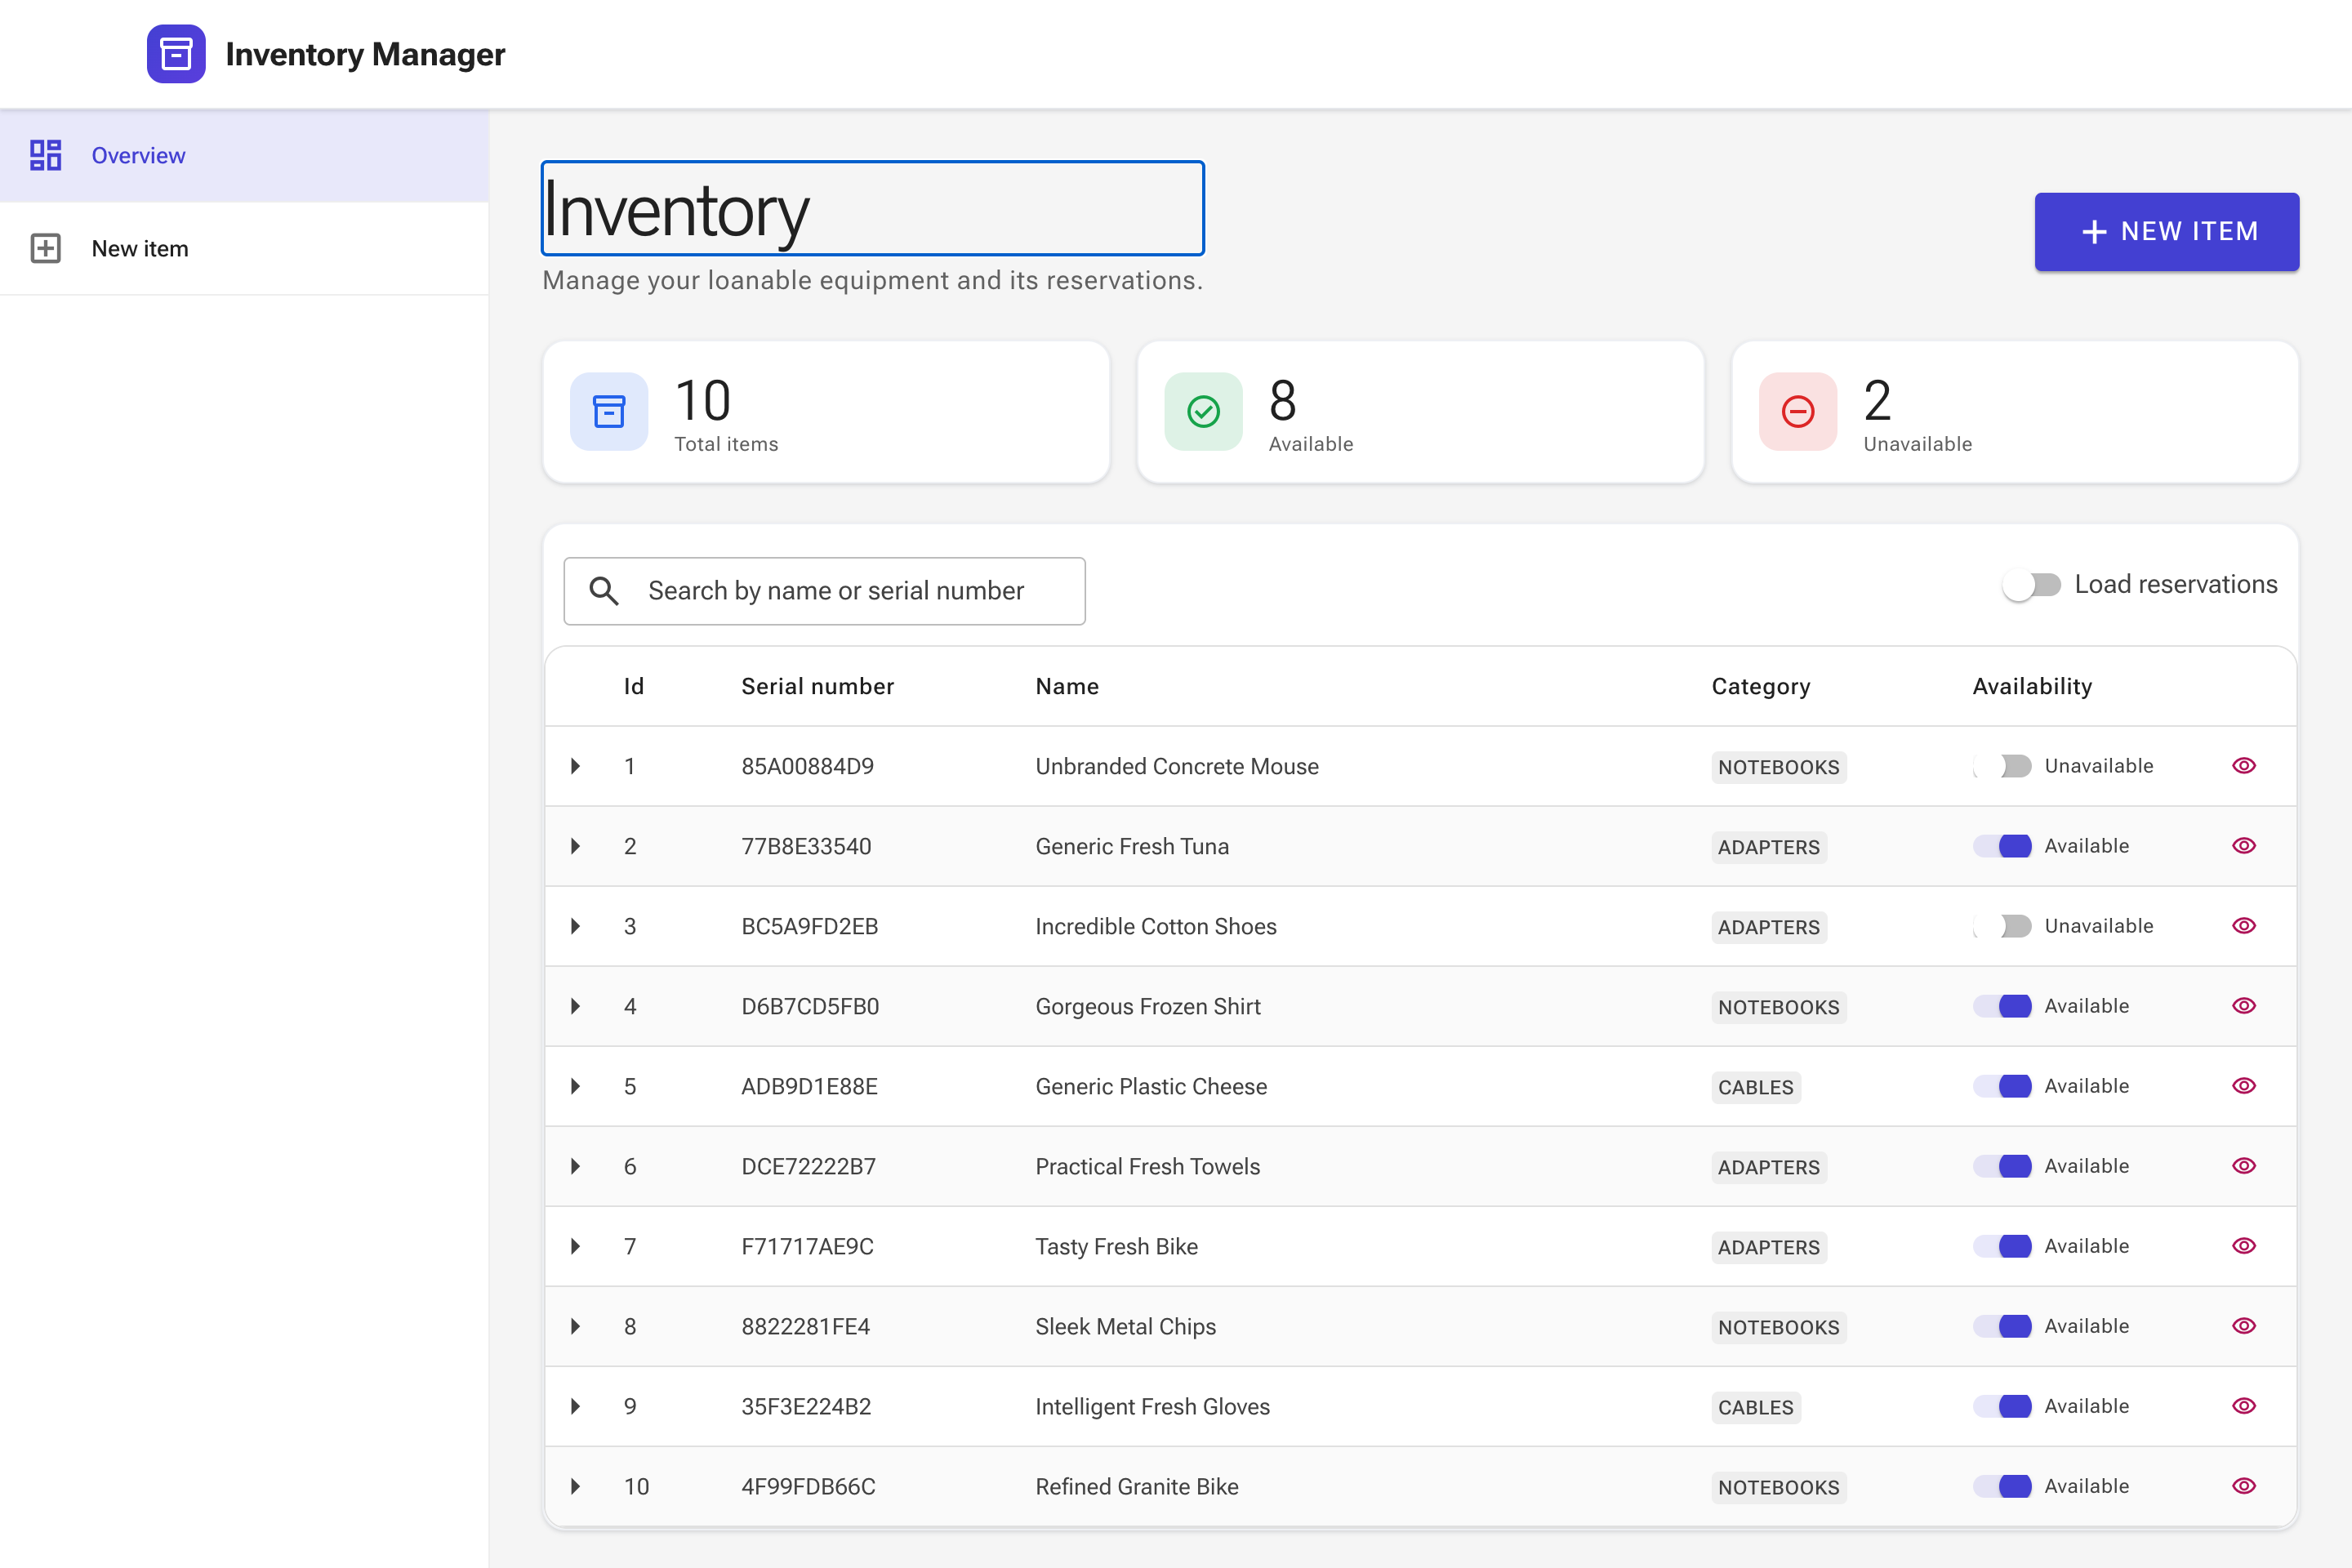 Inventory Manager
Overview
New item
Inventory
Manage your loanable equipment and its reservations.
NEW ITEM
10
Total items
8
Available
2
Unavailable
Search by name or serial number
Load reservations
Id Serial number Name Category Availability
1 85A00884D9 Unbranded Concrete Mouse NOTEBOOKS Unavailable
2 77B8E33540 Generic Fresh Tuna ADAPTERS Available
3 BC5A9FD2EB Incredible Cotton Shoes ADAPTERS Unavailable
4 D6B7CD5FB0 Gorgeous Frozen Shirt NOTEBOOKS Available
5 ADB9D1E88E Generic Plastic Cheese CABLES Available
6 DCE72222B7 Practical Fresh Towels ADAPTERS Available
7 F71717AE9C Tasty Fresh Bike ADAPTERS Available
8 8822281FE4 Sleek Metal Chips NOTEBOOKS Available
9 35F3E224B2 Intelligent Fresh Gloves CABLES Available
10 4F99FDB66C Refined Granite Bike NOTEBOOKS Available